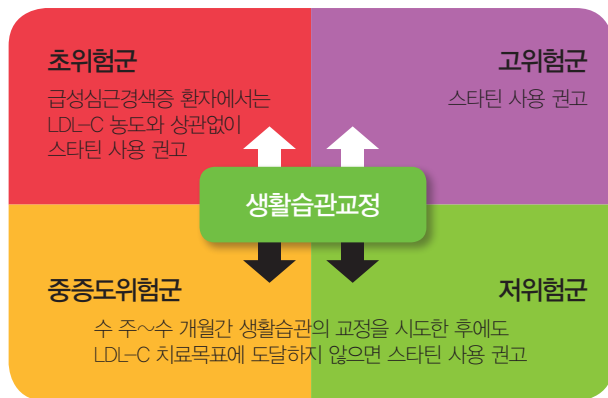 초위험군
급성심근경색증 환자에서는
LDL-C 농도와 상관없이
스타틴 사용 권고
고위험군
스타틴 사용 권고
생활습관교정
중증도위험군
저위험군
수 주~수 개월간 생활습관의 교정을 시도한 후에도
LDL-C 치료목표에 도달하지 않으면 스타틴 사용 권고